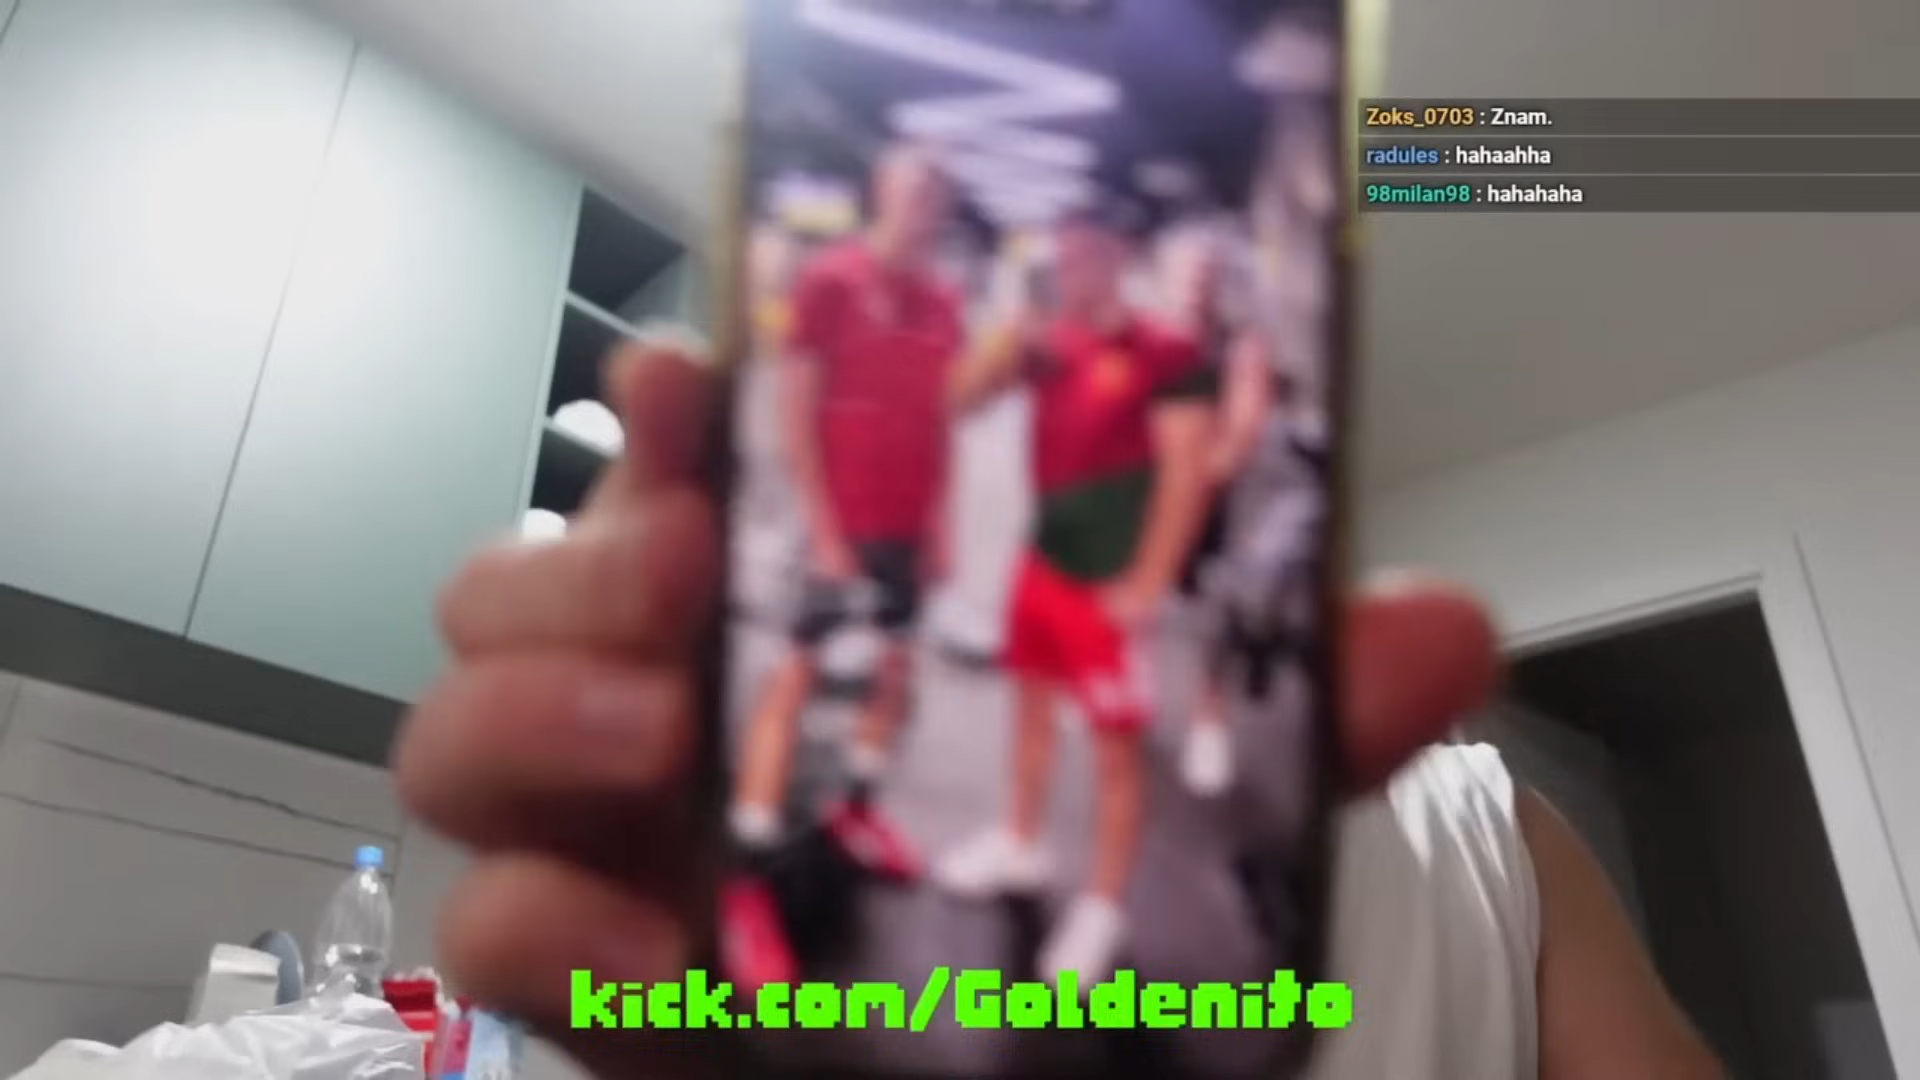 Zoks_0703 : Znam.
radules : hahaahha
98milan98 : hahahaha
kick.com/Goldenito